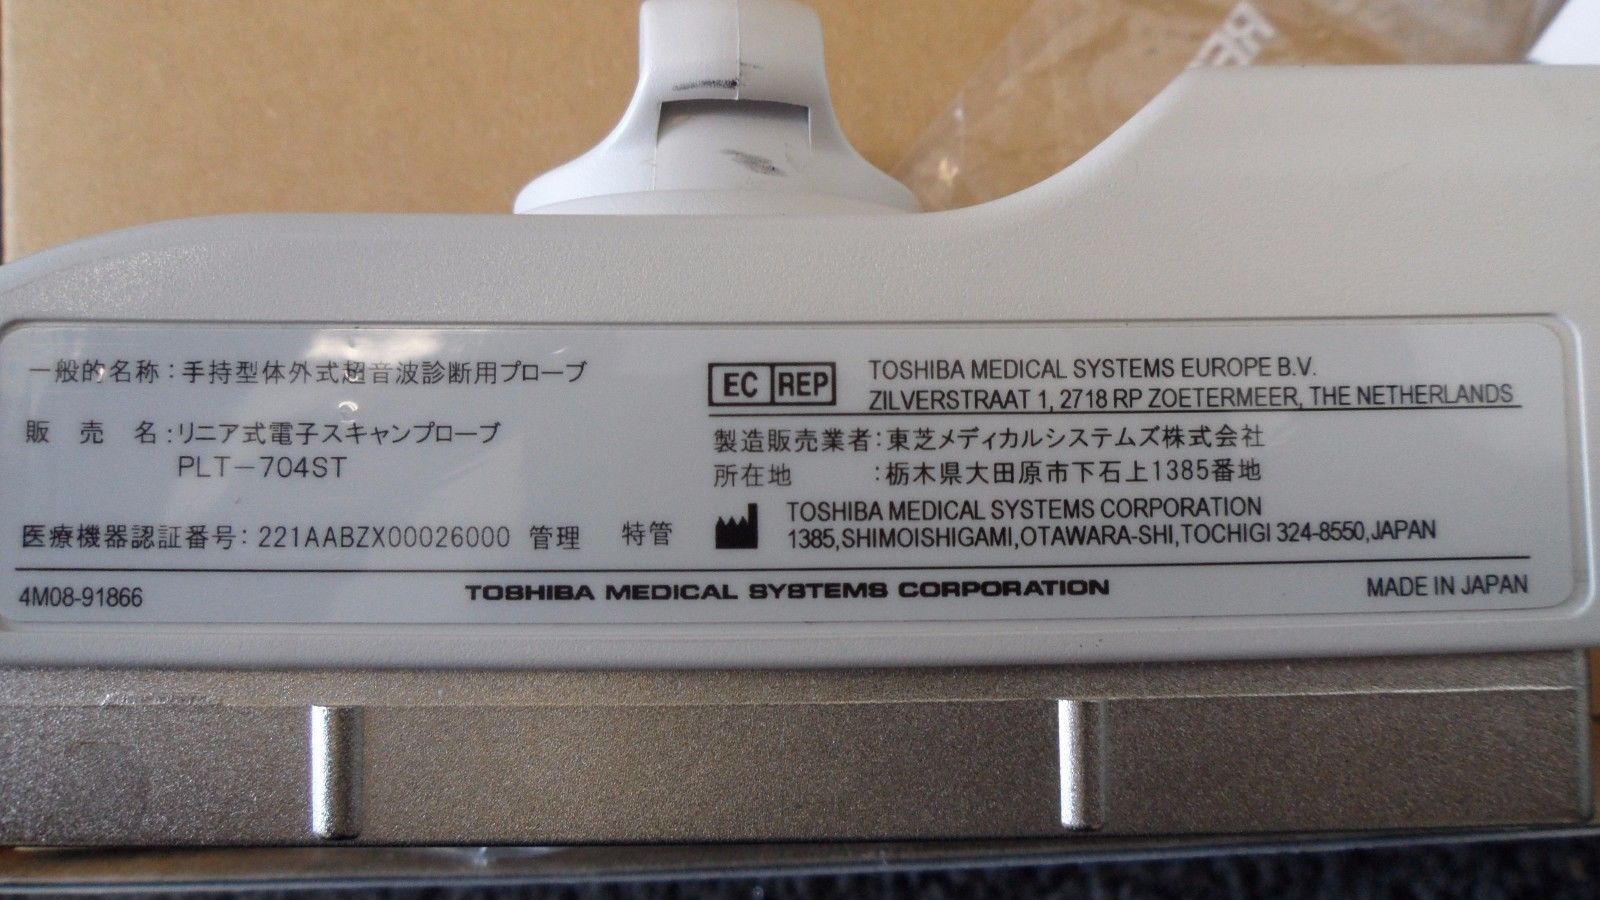 一般的名称:手持型体外式超音波診断用プローブ
販 売 名:リニア式電子スキャンプローブ
PLT-704ST
医療機器認証番号:221AABZX00026000 管理 特管
EC REP
TOSHIBA MEDICAL SYSTEMS EUROPE B.V.
ZILVERSTRAAT 1, 2718 RP ZOETERMEER, THE NETHERLANDS
製造販売業者:東芝メディカルシステムズ株式会社
所在地 :栃木県大田原市下石上1385番地
TOSHIBA MEDICAL SYSTEMS CORPORATION
1385,SHIMOISHIGAMI,OTAWARA-SHI,TOCHIGI 324-8550,JAPAN
4M08-91866
TOSHIBA MEDICAL SYSTEMS CORPORATION
MADE IN JAPAN